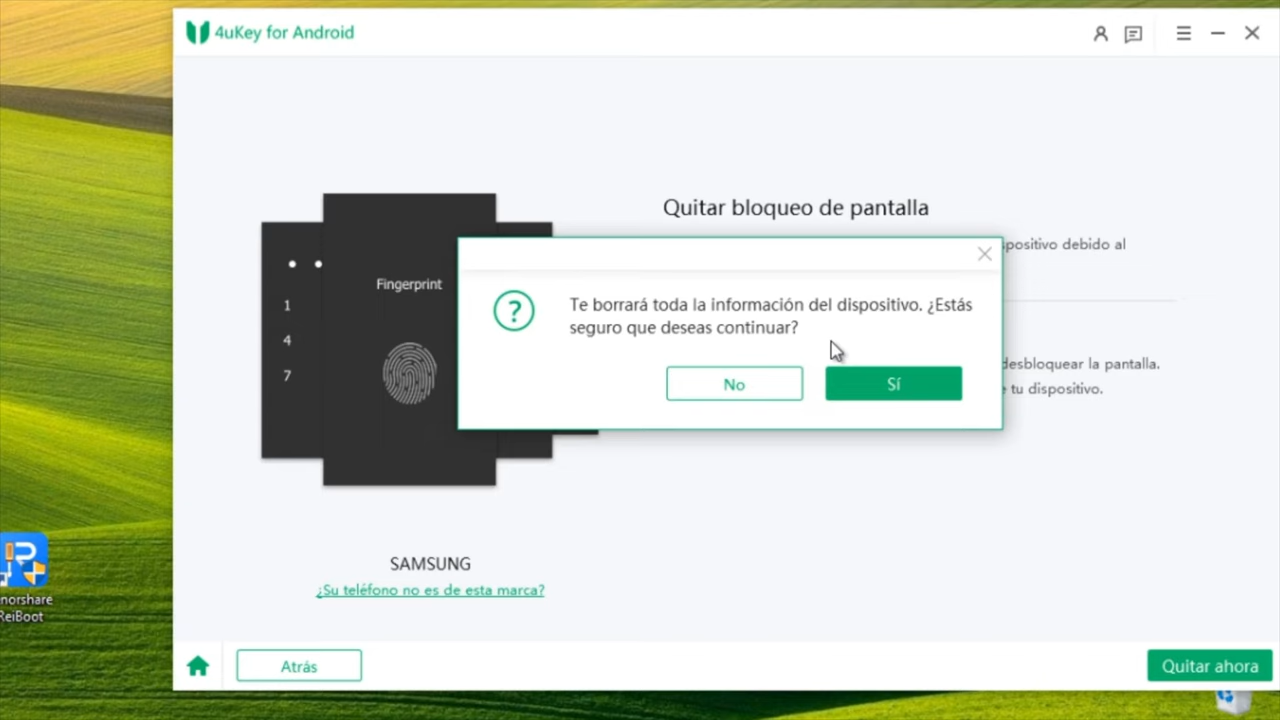 4uKey for Android
Quitar bloqueo de pantalla
spositivo debido al
Fingerprint
1
4
7
Te borrará toda la información del dispositivo. ¿Estás
seguro que deseas continuar?
No
Sí
desbloquear la pantalla.
e tu dispositivo.
SAMSUNG
¿Su teléfono no es de esta marca?
norshare
ReiBoot
Atrás
Quitar ahora